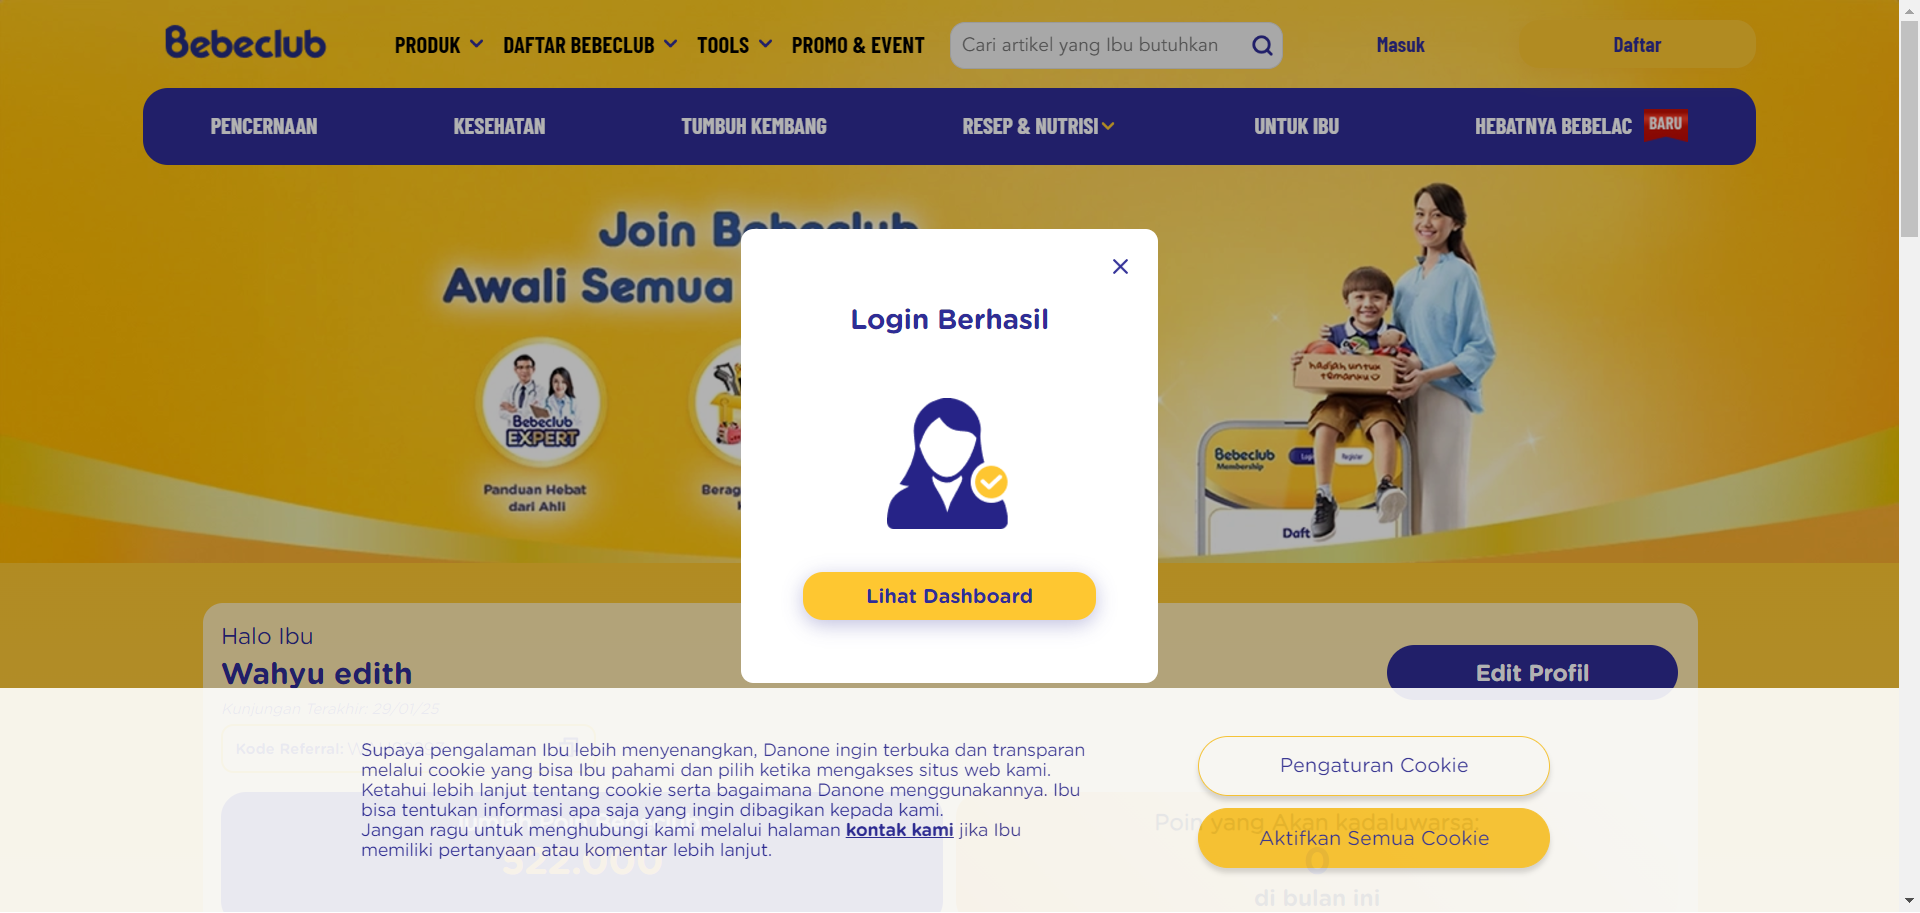 Bebeclub
PRODUK
DAFTAR BEBECLUB
TOOLS
PROMO & EVENT
Cari artikel yang Ibu butuhkan
Masuk
Daftar
PENCERNAAN
KESEHATAN
TUMBUH KEMBANG
RESEP & NUTRISI
UNTUK IBU
HEBATNYA BEBELAC
BARU
Join Bebeclub
Awali Semua
Bebeclub
EXPERT
Panduan Hebat
dari Ahli
Berag
hadiah untuk
temanku
Bebeclub
Membership
Register
Daft
Login Berhasil
Lihat Dashboard
Halo Ibu
Wahyu edith
Kunjungan Terakhir: 29/01/25
Edit Profil
Kode Referral:
Supaya pengalaman Ibu lebih menyenangkan, Danone ingin terbuka dan transparan
melalui cookie yang bisa Ibu pahami dan pilih ketika mengakses situs web kami.
Ketahui lebih lanjut tentang cookie serta bagaimana Danone menggunakannya. Ibu
bisa tentukan informasi apa saja yang ingin dibagikan kepada kami.
Jangan ragu untuk menghubungi kami melalui halaman kontak kami jika Ibu
memiliki pertanyaan atau komentar lebih lanjut.
Pengaturan Cookie
Aktifkan Semua Cookie
522.000
Poin yang Akan kadaluwarsa:
0
di bulan ini